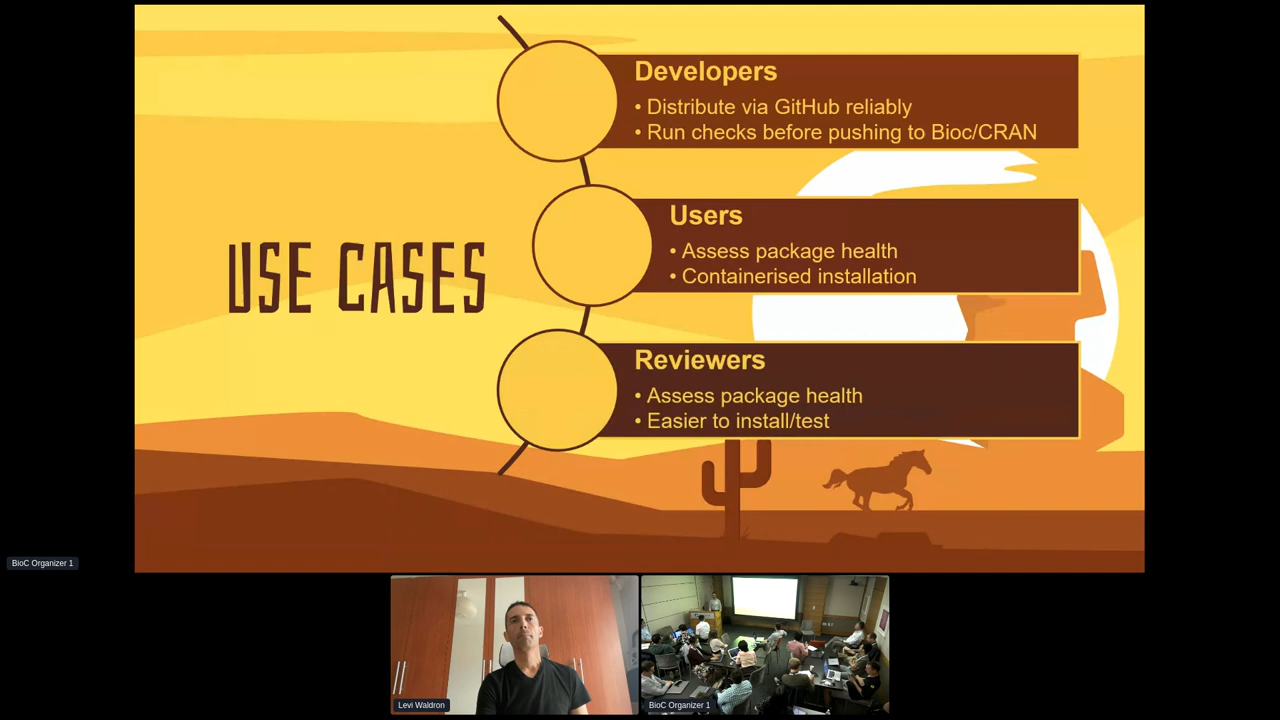 USE CASES
Developers
• Distribute via GitHub reliably
• Run checks before pushing to Bioc/CRAN
Users
• Assess package health
• Containerised installation
Reviewers
• Assess package health
• Easier to install/test
BioC Organizer 1
Levi Waldron
BioC Organizer 1